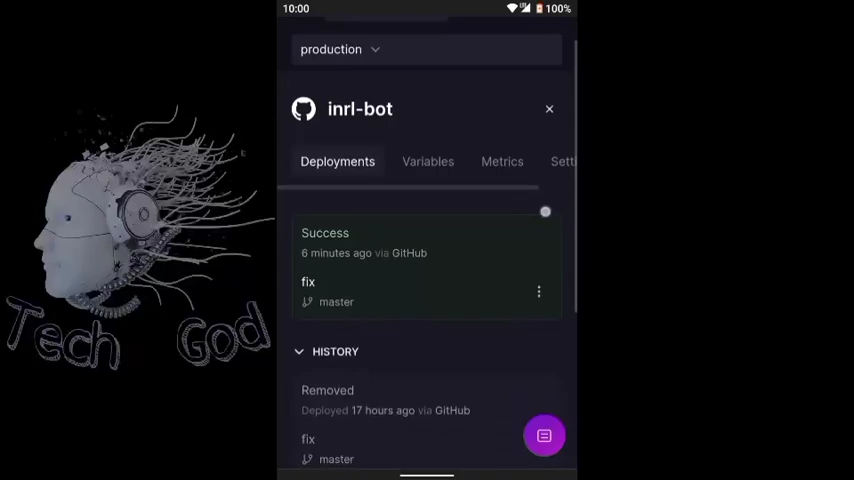 10:00
100%
production
inrl-bot
Deployments Variables Metrics Setti
Success
6 minutes ago via GitHub
fix
master
HISTORY
Removed
Deployed 17 hours ago via GitHub
fix
master
Tech God